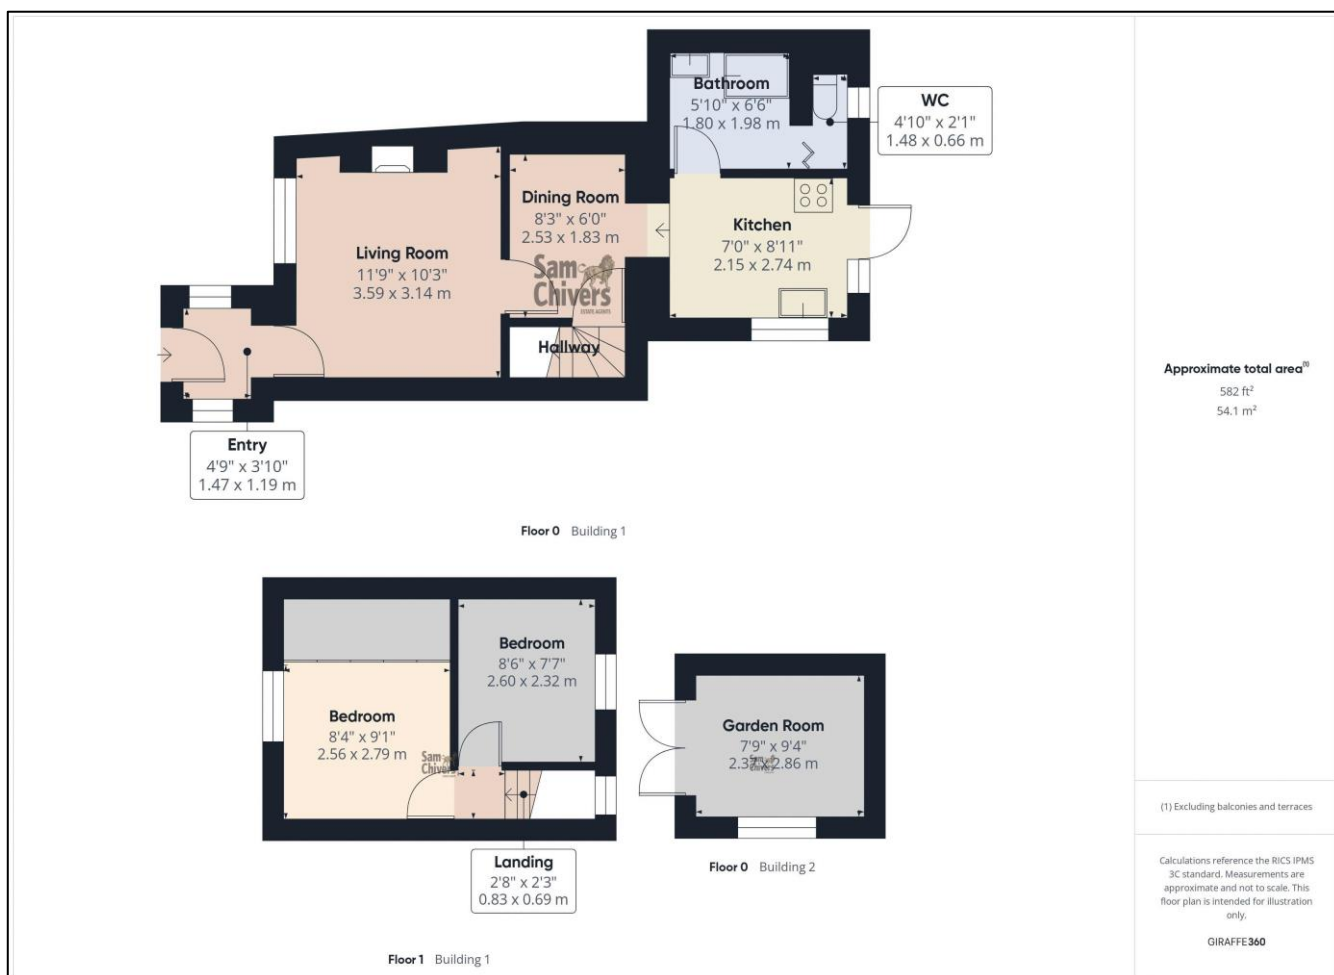 Bathroom
5'10" x 6'6"
1.80 x 1.98 m
WC
4'10" x 2'1"
1.48 x 0.66 m
Dining Room
8'3" x 6'0"
2.53 x 1.83 m
Kitchen
7'0" x 8'11"
2.15 x 2.74 m
Living Room
11'9" x 10'3"
3.59 x 3.14 m
Sam
Chivers
ESTATE AGENTS
Hallway
Entry
4'9" x 3'10"
1.47 x 1.19 m
Floor 0 Building 1
Bedroom
8'4" x 9'1"
2.56 x 2.79 m
Bedroom
8'6" x 7'7"
2.60 x 2.32 m
Sam
Chivers
Landing
2'8" x 2'3"
0.83 x 0.69 m
Floor 1 Building 1
Garden Room
7'9" x 9'4"
2.37 x 2.86 m
Floor 0 Building 2
Approximate total area(1)
582 ft²
54.1 m²
(1) Excluding balconies and terraces
Calculations reference the RICS IPMS
3C standard. Measurements are
approximate and not to scale. This
floor plan is intended for illustration
only.
GIRAFFE360